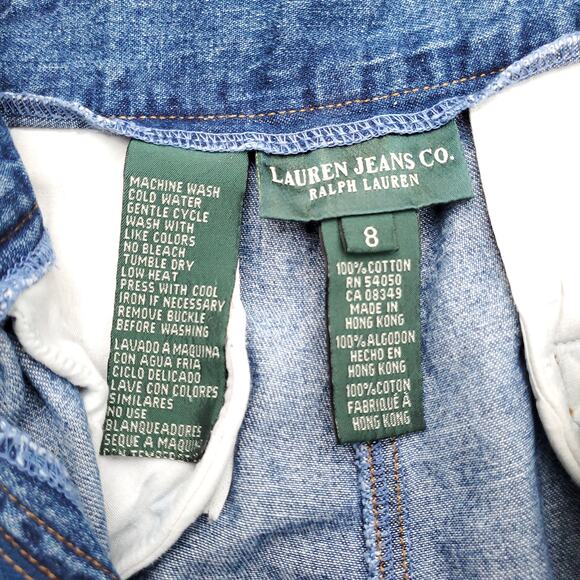 MACHINE WASH
COLD WATER
GENTLE CYCLE
WASH WITH
LIKE COLORS
NO BLEACH
TUMBLE DRY
LOW HEAT
PRESS WITH COOL
IRON IF NECESSARY
REMOVE BUCKLE
BEFORE WASHING
LAVADO À MAQUINA
CON AGUA FRIA
CICLO DELICADO
LAVE CON COLORES
SIMILARES
NO USE
BLANQUEADORES
SEQUE A MAQUINA
LAUREN JEANS CO.
RALPH LAUREN
8
100% COTTON
RN 54050
CA 08349
MADE IN
HONG KONG
100% ALGODON
HECHO EN
HONG KONG
100% COTON
FABRIQUÉ À
HONG KONG